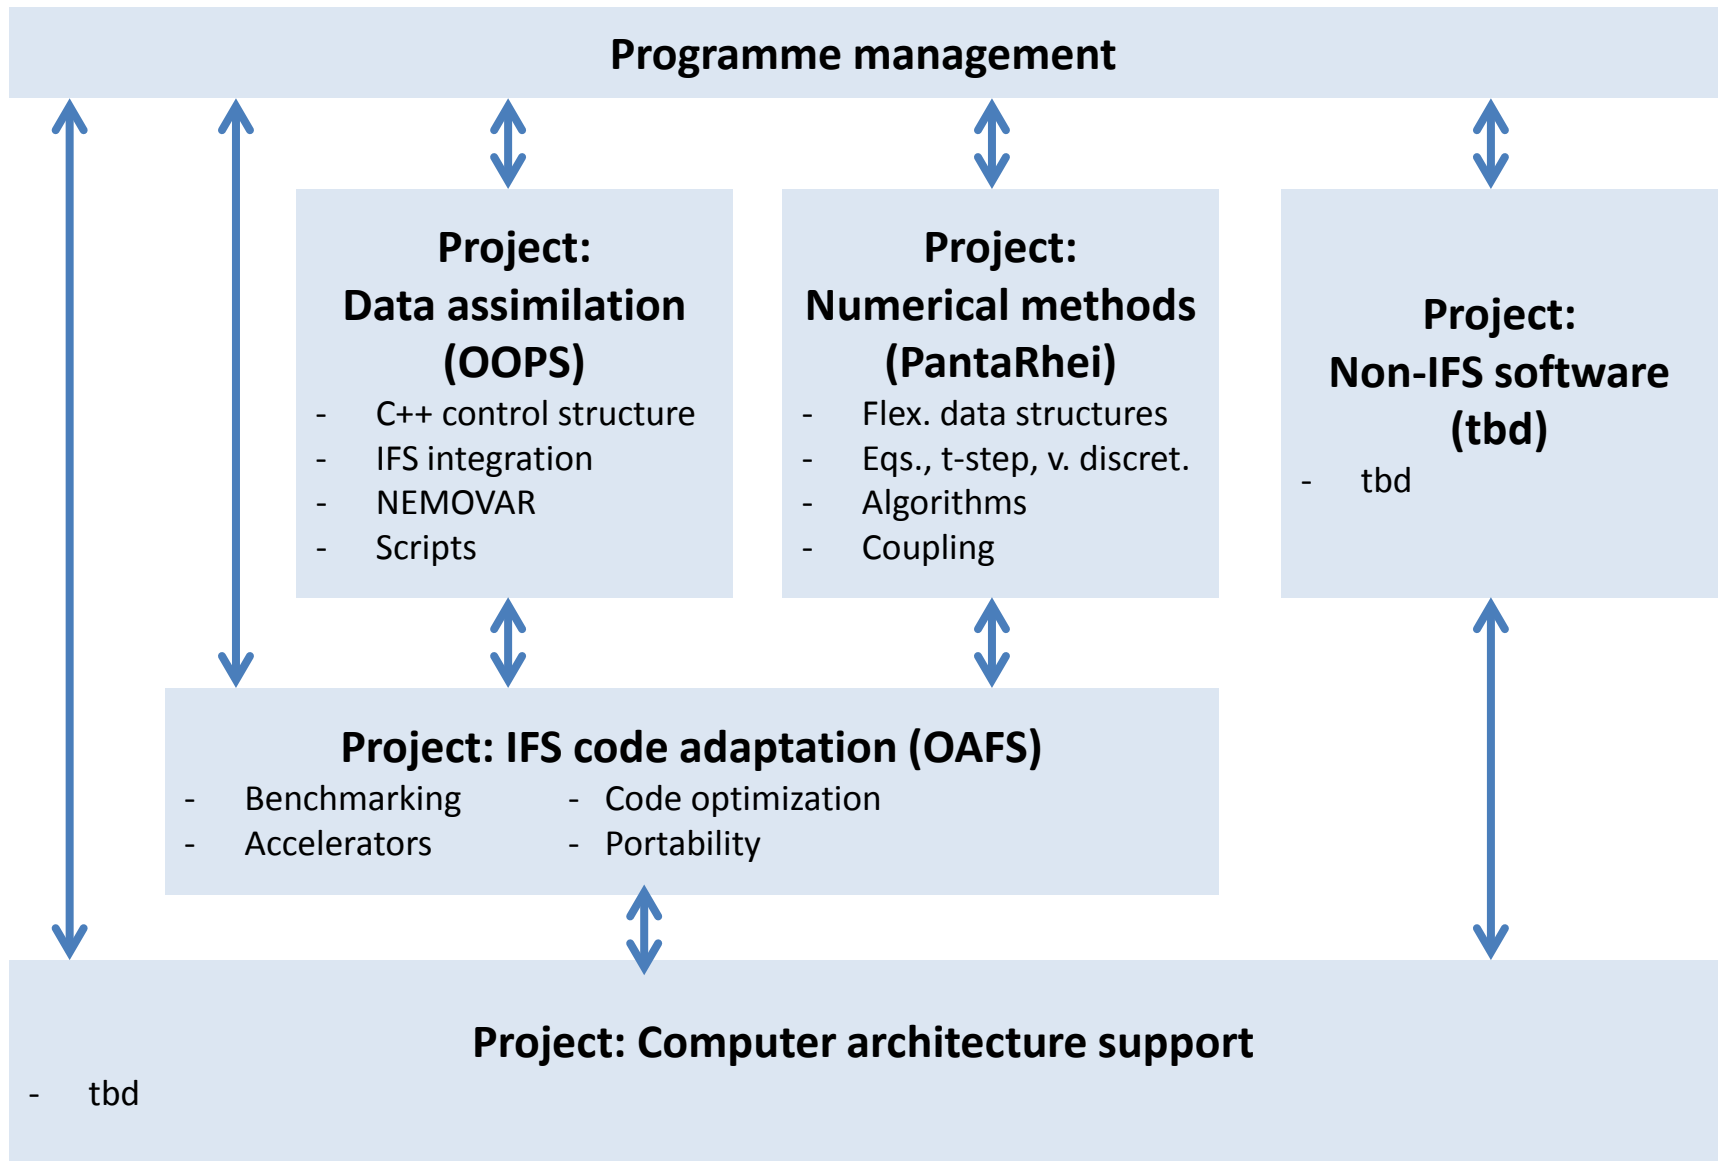 Programme management
Project:
Data assimilation
(OOPS)
- C++ control structure
- IFS integration
- NEMOVAR
- Scripts
Project:
Numerical methods
(PantaRhei)
- Flex. data structures
- Eqs., t-step, v. discret.
- Algorithms
- Coupling
Project:
Non-IFS software
(tbd)
- tbd
Project: IFS code adaptation (OAFS)
- Benchmarking
- Accelerators
- Code optimization
- Portability
Project: Computer architecture support
- tbd